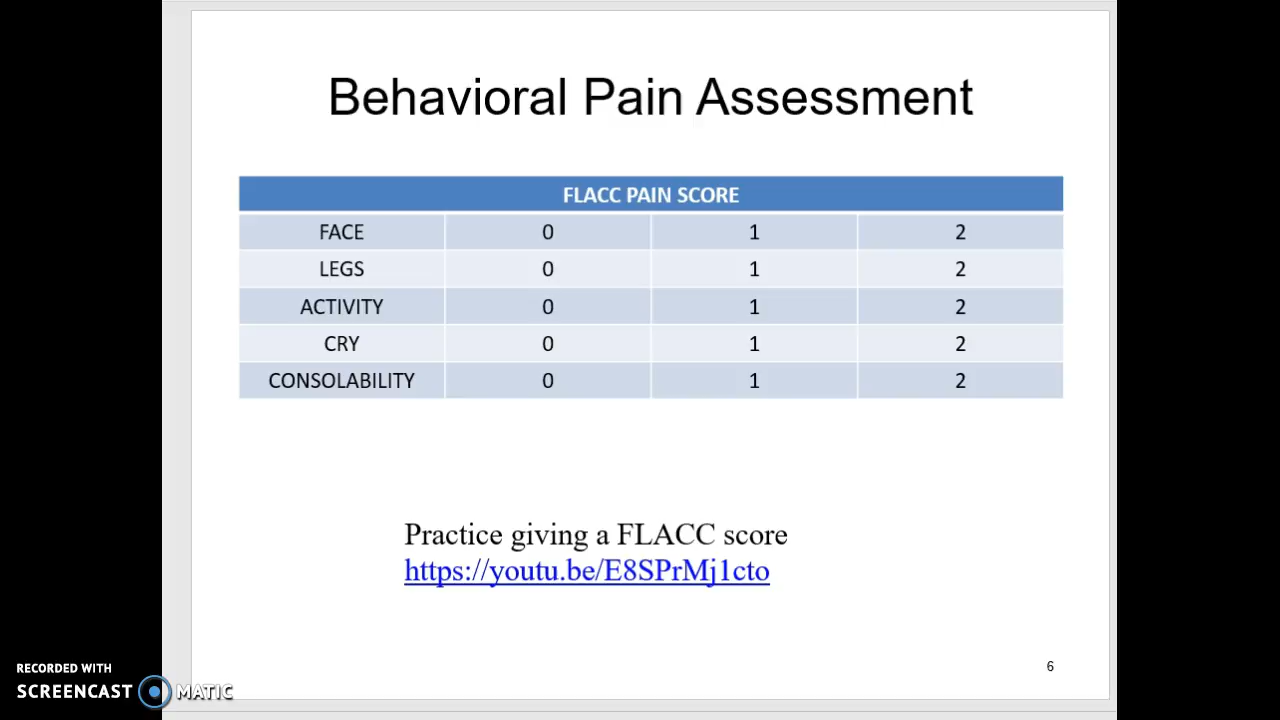 Behavioral Pain Assessment
FLACC PAIN SCORE
FACE 0 1 2
LEGS 0 1 2
ACTIVITY 0 1 2
CRY 0 1 2
CONSOLABILITY 0 1 2
Practice giving a FLACC score
https://youtu.be/E8SPrMj1cto
6
RECORDED WITH
SCREENCAST MATIC